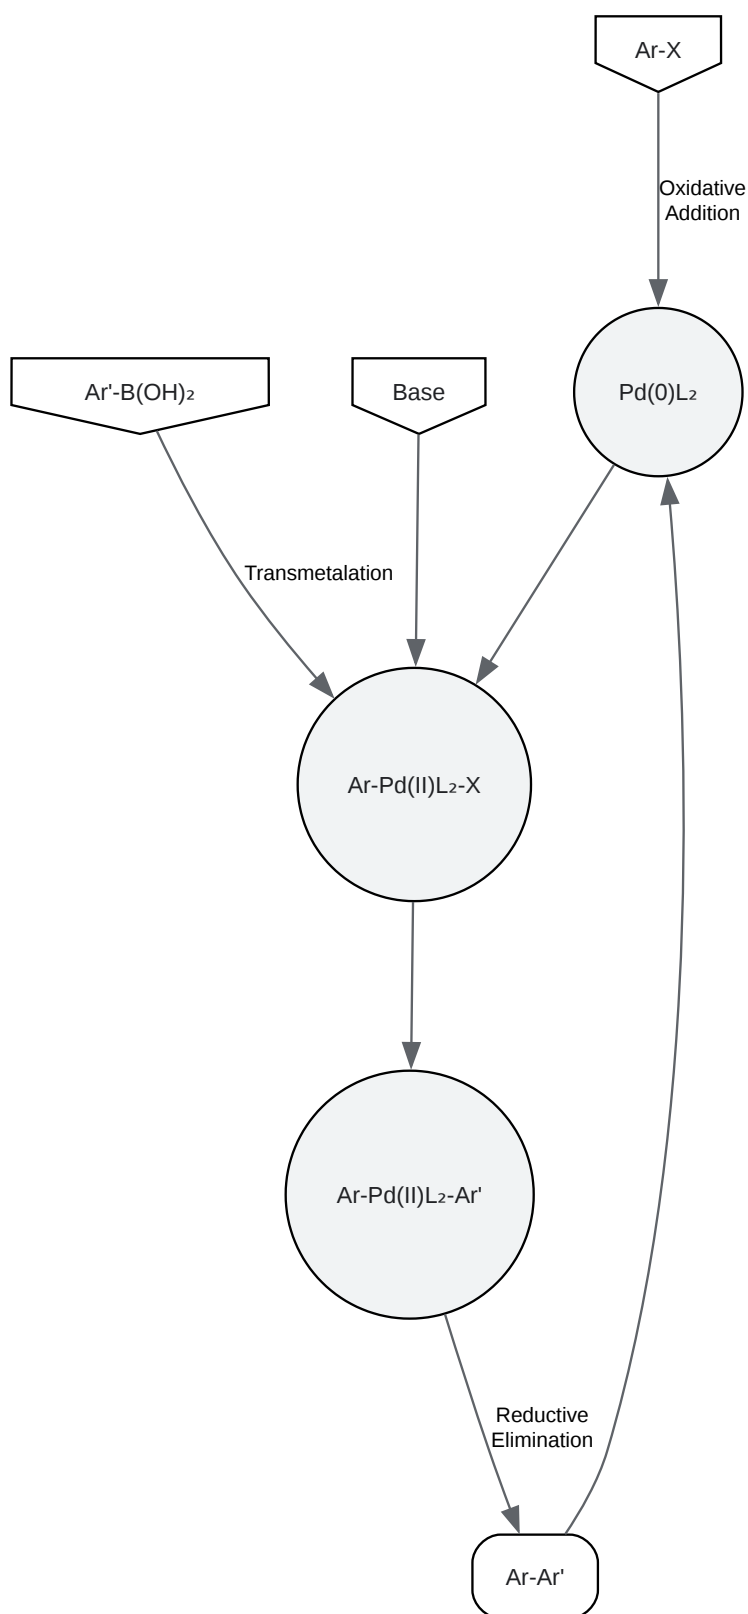 Ar-X
Oxidative
Addition
Ar'-B(OH)₂
Base
Pd(0)L₂
Transmetalation
Ar-Pd(II)L₂-X
Ar-Pd(II)L₂-Ar'
Reductive
Elimination
Ar-Ar'